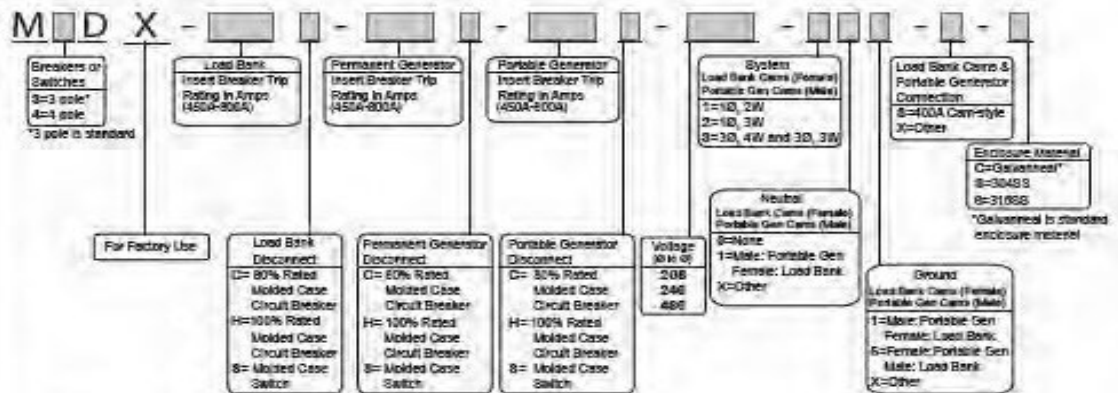 M D X - - - - - -
Breakers or
Switches
3=3 pole*
4=4 pole
*3 pole is standard
Load Bank
Insert Breaker Trip
Rating In Amps
(450A-800A)
Permanent Generator
Insert Breaker Trip
Rating In Amps
(450A-800A)
Portable Generator
Insert Breaker Trip
Rating In Amps
(450A-800A)
System
Load Bank Cams (Female)
Portable Gen Cams (Male)
1=1Ø, 2W
2=1Ø, 3W
3=3Ø, 4W and 3Ø, 3W
Load Bank Cams &
Portable Generator
Connection
X=Other
Enclosure Material
C=Galvanneal*
*Galvanneal is standard
enclosure material
For Factory Use
Load Bank
Disconnect
C= 80% Rated
Molded Case
Circuit Breaker
H=100% Rated
Molded Case
Circuit Breaker
S= Molded Case
Switch
Permanent Generator
Disconnect
C= 80% Rated
Molded Case
Circuit Breaker
H= 100% Rated
Molded Case
Circuit Breaker
S= Molded Case
Switch
Portable Generator
Disconnect
C= 80% Rated
Molded Case
Circuit Breaker
H=100% Rated
Molded Case
Circuit Breaker
S= Molded Case
Switch
Voltage
(Ø to Ø)
208
240
480
Neutral
Load Bank Cams (Female)
Portable Gen Cams (Male)
0=None
1=Male: Portable Gen
Female: Load Bank
X=Other
Ground
Load Bank Cams (Female)
Portable Gen Cams (Male)
1=Male: Portable Gen
Female: Load Bank
Female: Portable Gen
Male: Load Bank
X=Other